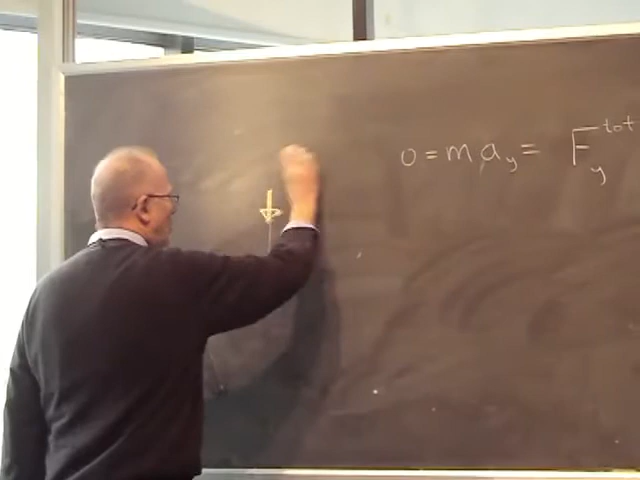 0 = m a_y = F_y^tot